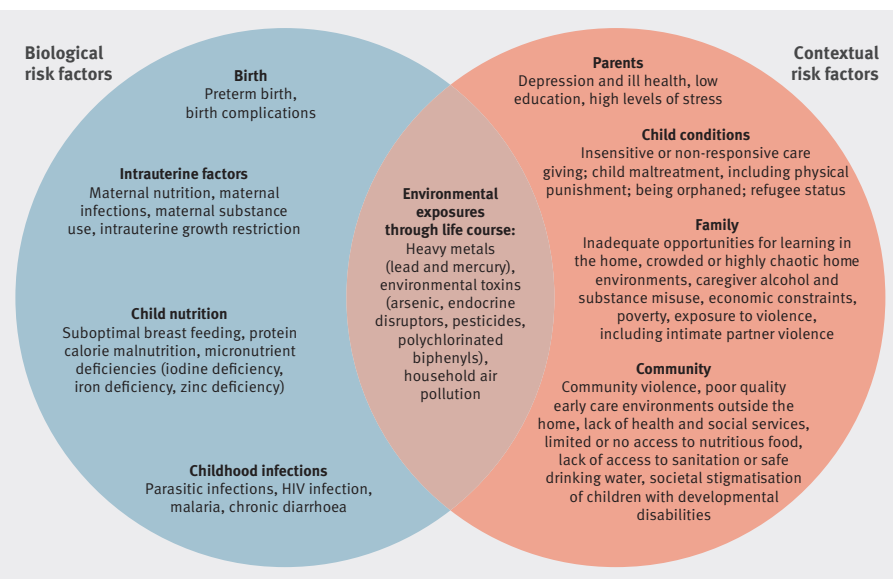 Biological
risk factors
Birth
Preterm birth,
birth complications
Intrauterine factors
Maternal nutrition, maternal
infections, maternal substance
use, intrauterine growth restriction
Child nutrition
Suboptimal breast feeding, protein
calorie malnutrition, micronutrient
deficiencies (iodine deficiency,
iron deficiency, zinc deficiency)
Childhood infections
Parasitic infections, HIV infection,
malaria, chronic diarrhoea
Environmental
exposures
through life course:
Heavy metals
(lead and mercury),
environmental toxins
(arsenic, endocrine
disruptors, pesticides,
polychlorinated
biphenyls),
household air
pollution
Contextual
risk factors
Parents
Depression and ill health, low
education, high levels of stress
Child conditions
Insensitive or non-responsive care
giving; child maltreatment, including physical
punishment; being orphaned; refugee status
Family
Inadequate opportunities for learning in
the home, crowded or highly chaotic home
environments, caregiver alcohol and
substance misuse, economic constraints,
poverty, exposure to violence,
including intimate partner violence
Community
Community violence, poor quality
early care environments outside the
home, lack of health and social services,
limited or no access to nutritious food,
lack of access to sanitation or safe
drinking water, societal stigmatisation
of children with developmental
disabilities